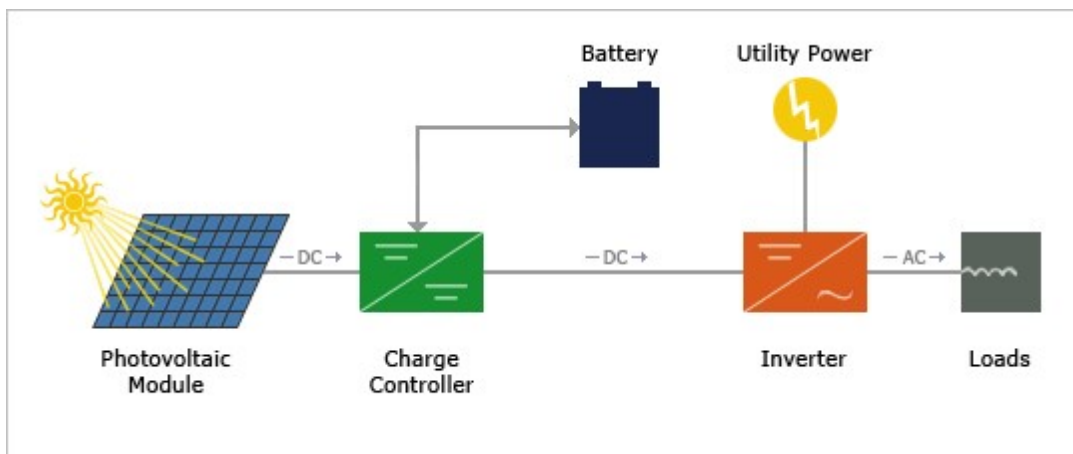 Battery
Utility Power
– DC →
– DC →
– AC →
Photovoltaic
Module
Charge
Controller
Inverter
Loads